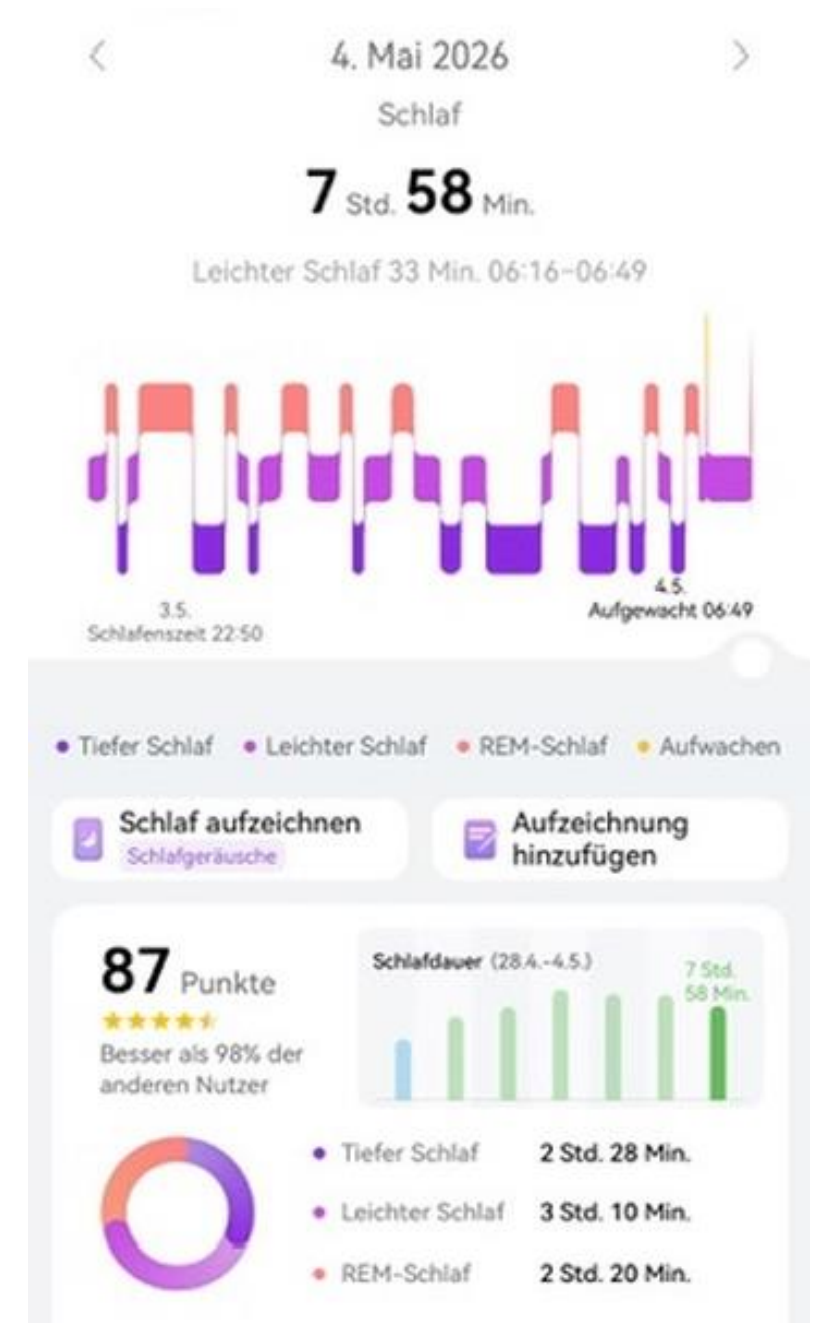 4. Mai 2026
Schlaf
7 Std. 58 Min.
Leichter Schlaf 33 Min. 06:16-06:49
3.5.
Schlafenszeit 22:50
4.5.
Aufgewacht 06:49
Tiefer Schlaf
Leichter Schlaf
REM-Schlaf
Aufwachen
Schlaf aufzeichnen
Schlafgeräusche
Aufzeichnung
hinzufügen
87 Punkte
Besser als 98% der
anderen Nutzer
Schlafdauer (28.4.-4.5.)
7 Std.
58 Min.
Tiefer Schlaf 2 Std. 28 Min.
Leichter Schlaf 3 Std. 10 Min.
REM-Schlaf 2 Std. 20 Min.